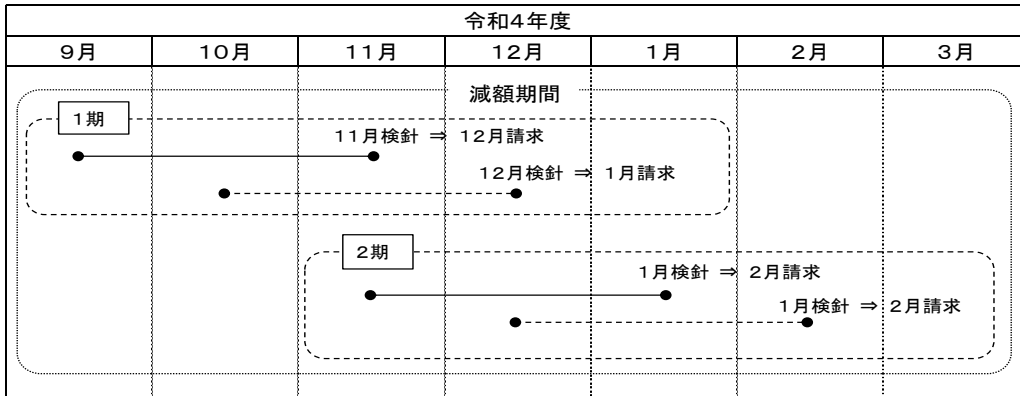 令和4年度
9月 10月 11月 12月 1月 2月 3月
減額期間
1期
11月検針 ⇒ 12月請求
12月検針 ⇒ 1月請求
2期
1月検針 ⇒ 2月請求
1月検針 ⇒ 2月請求